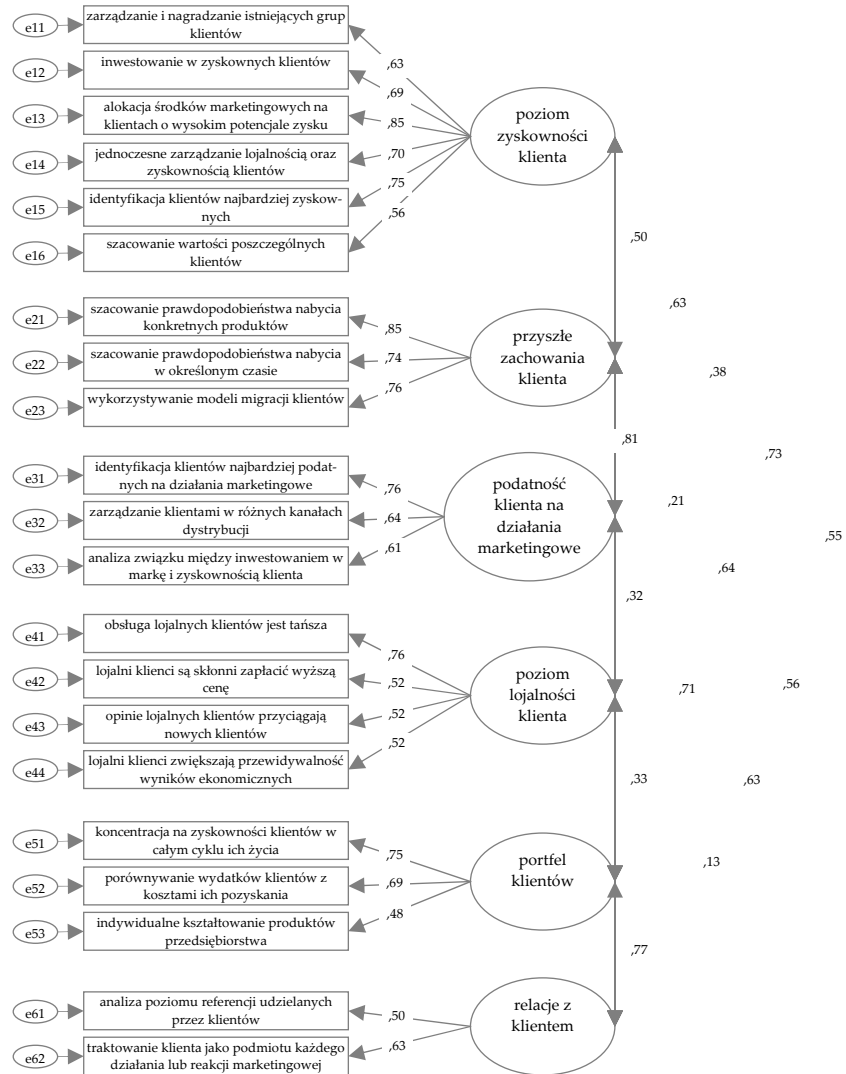 e11
zarządzanie i nagradzanie istniejących grup
klientów
,63
e12
inwestowanie w zyskownych klientów
,69
e13
alokacja środków marketingowych na
klientach o wysokim potencjale zysku
,85
e14
jednoczesne zarządzanie lojalnością oraz
zyskownością klientów
,70
e15
identyfikacja klientów najbardziej zyskow-
nych
,75
e16
szacowanie wartości poszczególnych
klientów
,56
poziom
zyskowności
klienta
,50
e21
szacowanie prawdopodobieństwa nabycia
konkretnych produktów
,85
e22
szacowanie prawdopodobieństwa nabycia
w określonym czasie
,74
e23
wykorzystywanie modeli migracji klientów
,76
przyszłe
zachowania
klienta
,63
,38
,81
,73
e31
identyfikacja klientów najbardziej podat-
nych na działania marketingowe
,76
e32
zarządzanie klientami w różnych kanałach
dystrybucji
,64
e33
analiza związku między inwestowaniem w
markę i zyskownością klienta
,61
podatność
klienta na
działania
marketingowe
,21
,55
,64
,32
e41
obsługa lojalnych klientów jest tańsza
,76
e42
lojalni klienci są skłonni zapłacić wyższą
cenę
,52
e43
opinie lojalnych klientów przyciągają
nowych klientów
,52
e44
lojalni klienci zwiększają przewidywalność
wyników ekonomicznych
,52
poziom
lojalności
klienta
,71
,56
,33
,63
e51
koncentracja na zyskowności klientów w
całym cyklu ich życia
,75
e52
porównywanie wydatków klientów z
kosztami ich pozyskania
,69
e53
indywidualne kształtowanie produktów
przedsiębiorstwa
,48
portfel
klientów
,13
,77
e61
analiza poziomu referencji udzielanych
przez klientów
,50
e62
traktowanie klienta jako podmiotu każdego
działania lub reakcji marketingowej
,63
relacje z
klientem